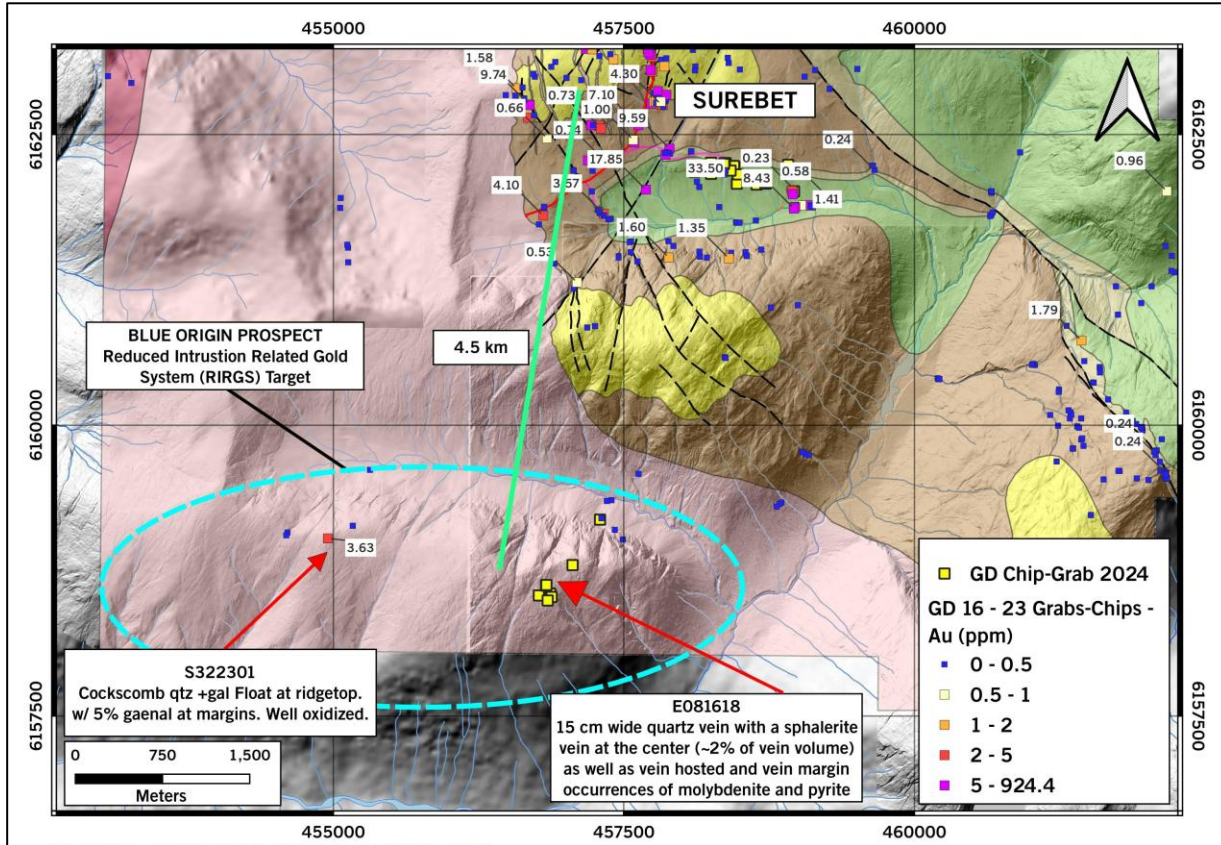 455000
457500
460000
1.58
4.30
9.74
SUREBET
0.73
7.10
0.66
1.00
9.59
6162500
6162500
0.74
0.24
17.85
0.23
0.96
33.50
0.58
8.43
4.10
3.67
1.41
1.60
1.35
0.53
1.79
BLUE ORIGIN PROSPECT
Reduced Intrusion Related Gold
System (RIRGS) Target
4.5 km
6160000
6160000
0.24
0.24
3.63
GD Chip-Grab 2024
GD 16 - 23 Grabs-Chips -
Au (ppm)
0 - 0.5
0.5 - 1
1 - 2
2 - 5
5 - 924.4
S322301
Cockscomb qtz +gal Float at ridgetop.
w/ 5% gaenal at margins. Well oxidized.
E081618
15 cm wide quartz vein with a sphalerite
vein at the center (~2% of vein volume)
as well as vein hosted and vein margin
occurrences of molybdenite and pyrite
6157500
6157500
0 750 1,500
Meters
455000
457500
460000